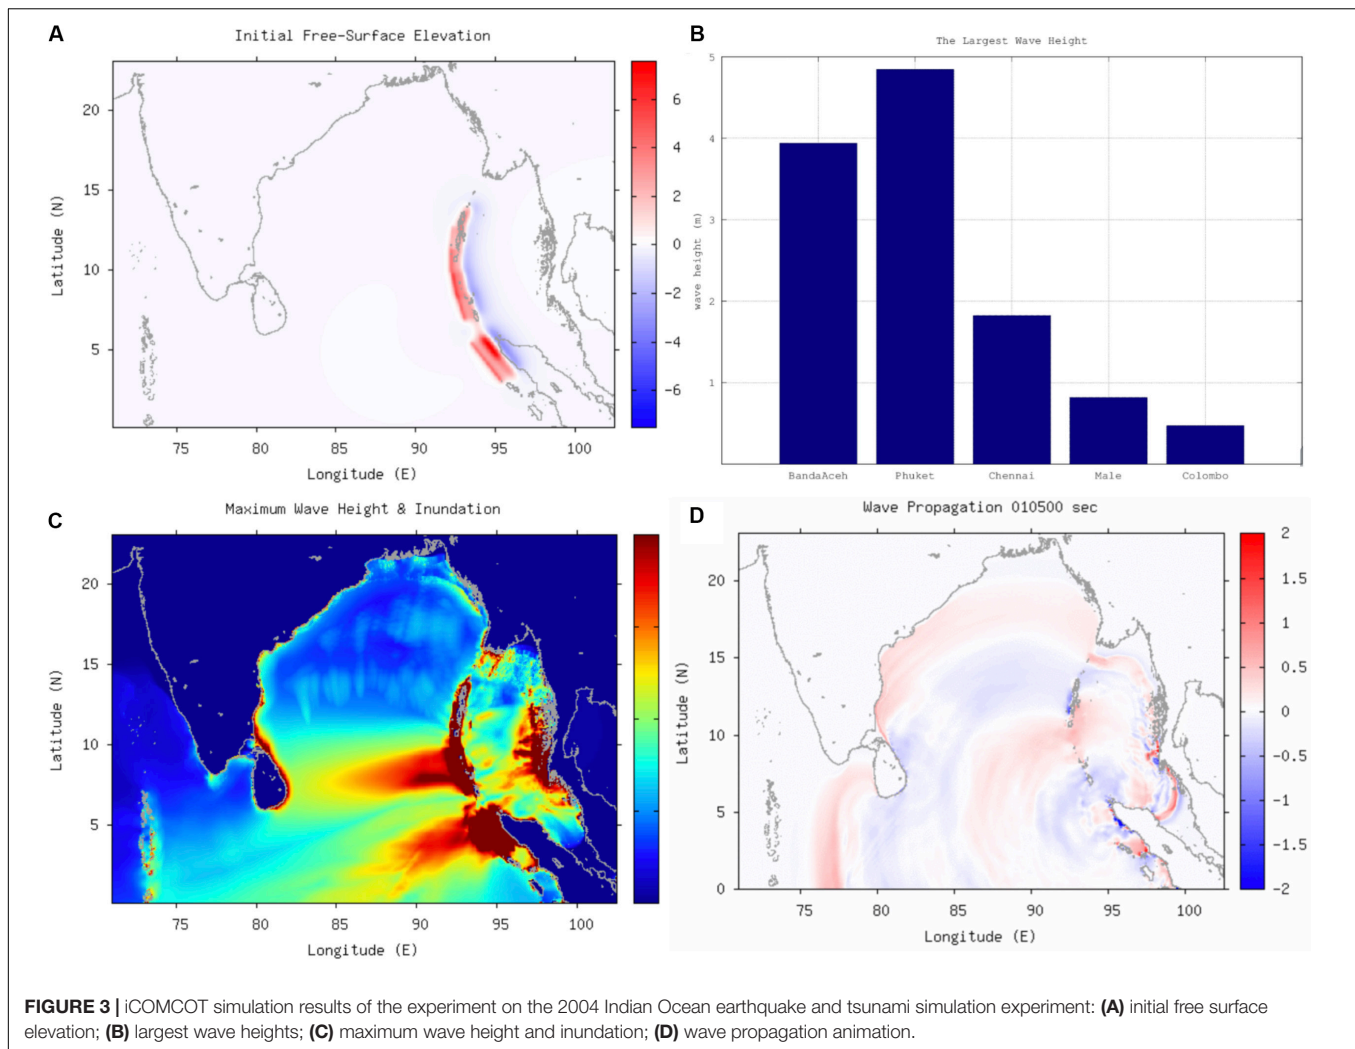 A
Initial Free-Surface Elevation
20
15
10
5
75
80
85
90
95
100
Latitude (N)
Longitude (E)
6
4
2
0
-2
-4
-6
B
The Largest Wave Height
5
4
3
2
1
wave height (m)
BandaAceh
Phuket
Chennai
Male
Colombo
C
Maximum Wave Height & Inundation
20
15
10
5
75
80
85
90
95
100
Latitude (N)
Longitude (E)
D
Wave Propagation 010500 sec
20
15
10
5
0
75
80
85
90
95
100
Latitude (N)
Longitude (E)
2
1.5
1
0.5
0
-0.5
-1
-1.5
-2
FIGURE 3 | iCOMCOT simulation results of the experiment on the 2004 Indian Ocean earthquake and tsunami simulation experiment: (A) initial free surface
elevation; (B) largest wave heights; (C) maximum wave height and inundation; (D) wave propagation animation.